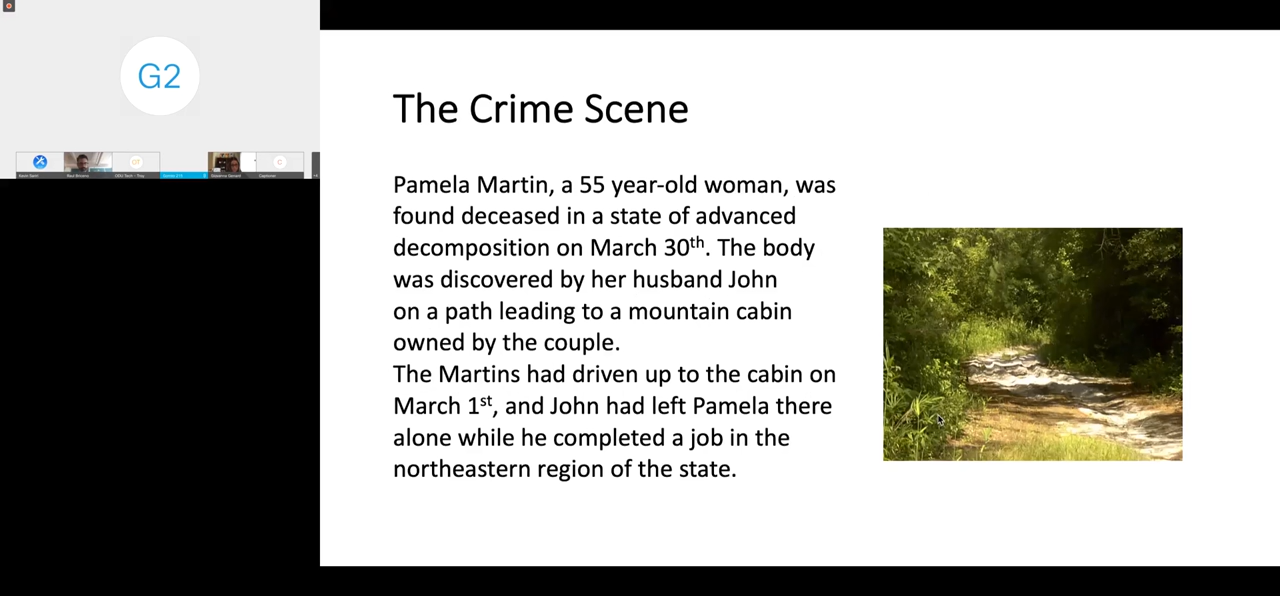 G2
Raul Briceno
The Crime Scene
Pamela Martin, a 55 year-old woman, was
found deceased in a state of advanced
decomposition on March 30th. The body
was discovered by her husband John
on a path leading to a mountain cabin
owned by the couple.
The Martins had driven up to the cabin on
March 1st, and John had left Pamela there
alone while he completed a job in the
northeastern region of the state.